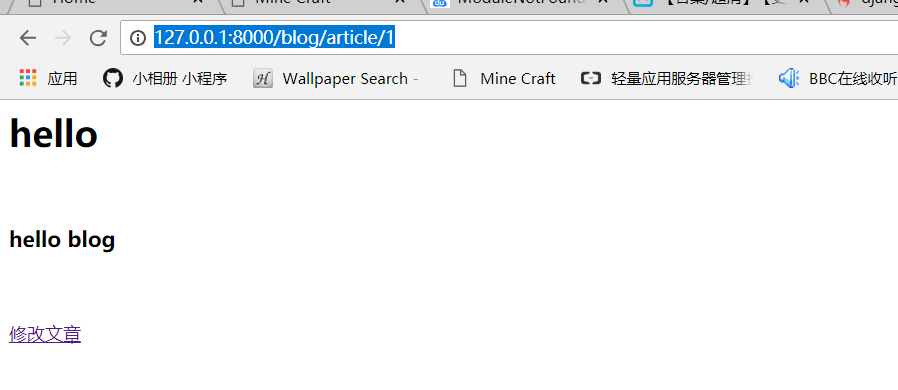 Home
Mine Craft
ModuleNotFound
127.0.0.1:8000/blog/article/1
应用 小相册 小程序 Wallpaper Search - Mine Craft 轻量应用服务器管理 BBC在线收听
hello
hello blog
修改文章